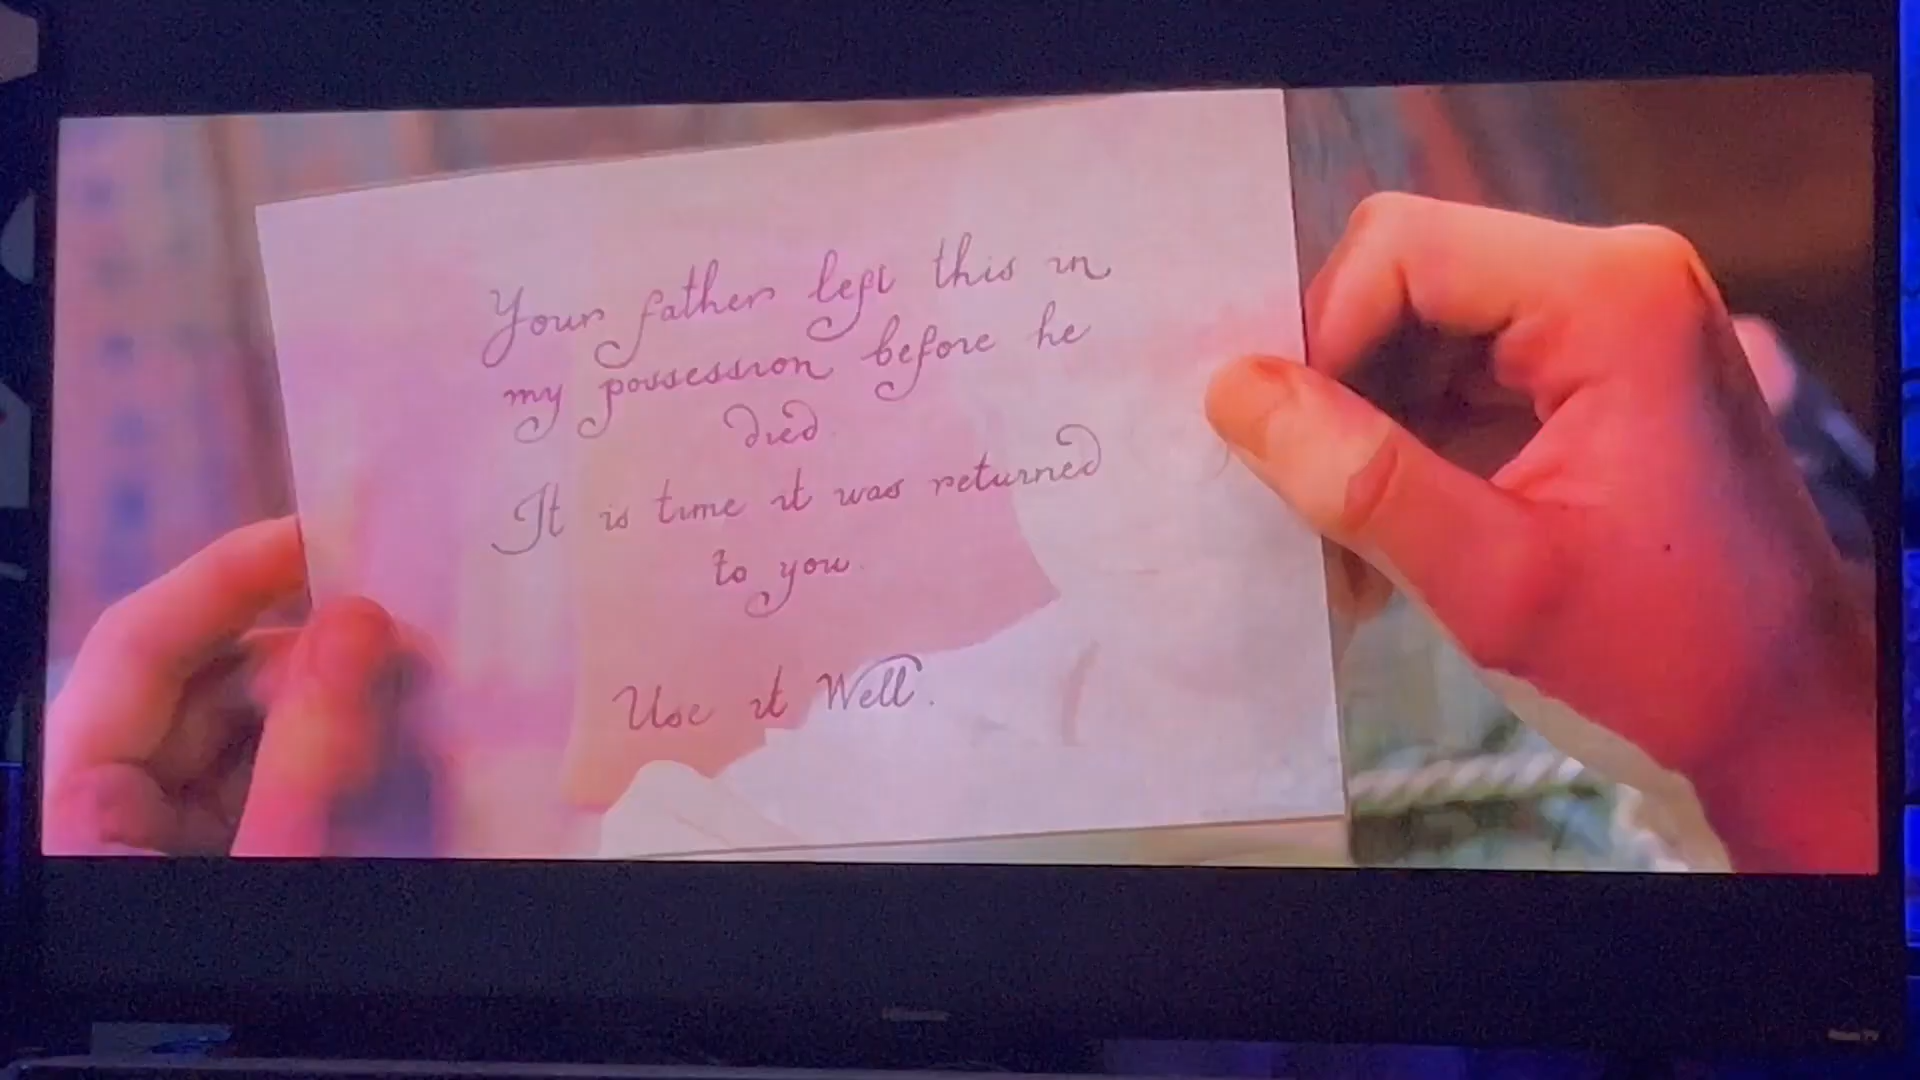 Your father left this in
my possession before he
died.
It is time it was returned
to you.
Use it Well.